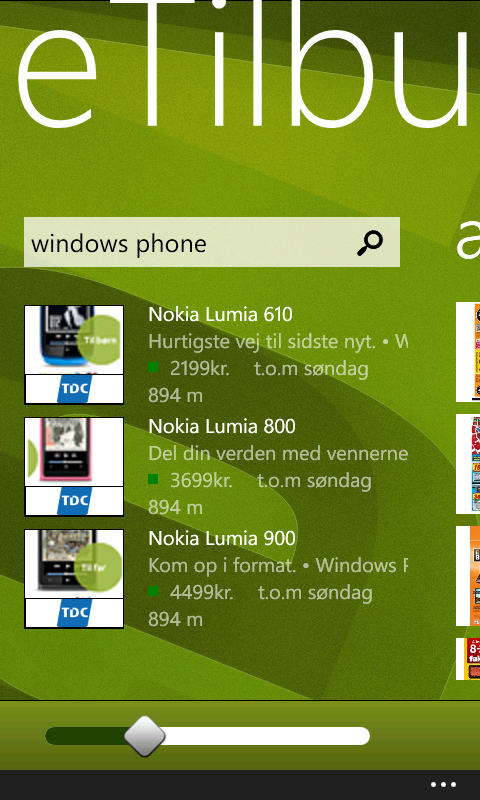 eTilbu
windows phone
a
Nokia Lumia 610
Hurtigste vej til sidste nyt. • W
2199kr. t.o.m søndag
894 m
TDC
Nokia Lumia 800
Del din verden med vennerne
3699kr. t.o.m søndag
894 m
TDC
Nokia Lumia 900
Kom op i format. • Windows P
4499kr. t.o.m søndag
894 m
TDC